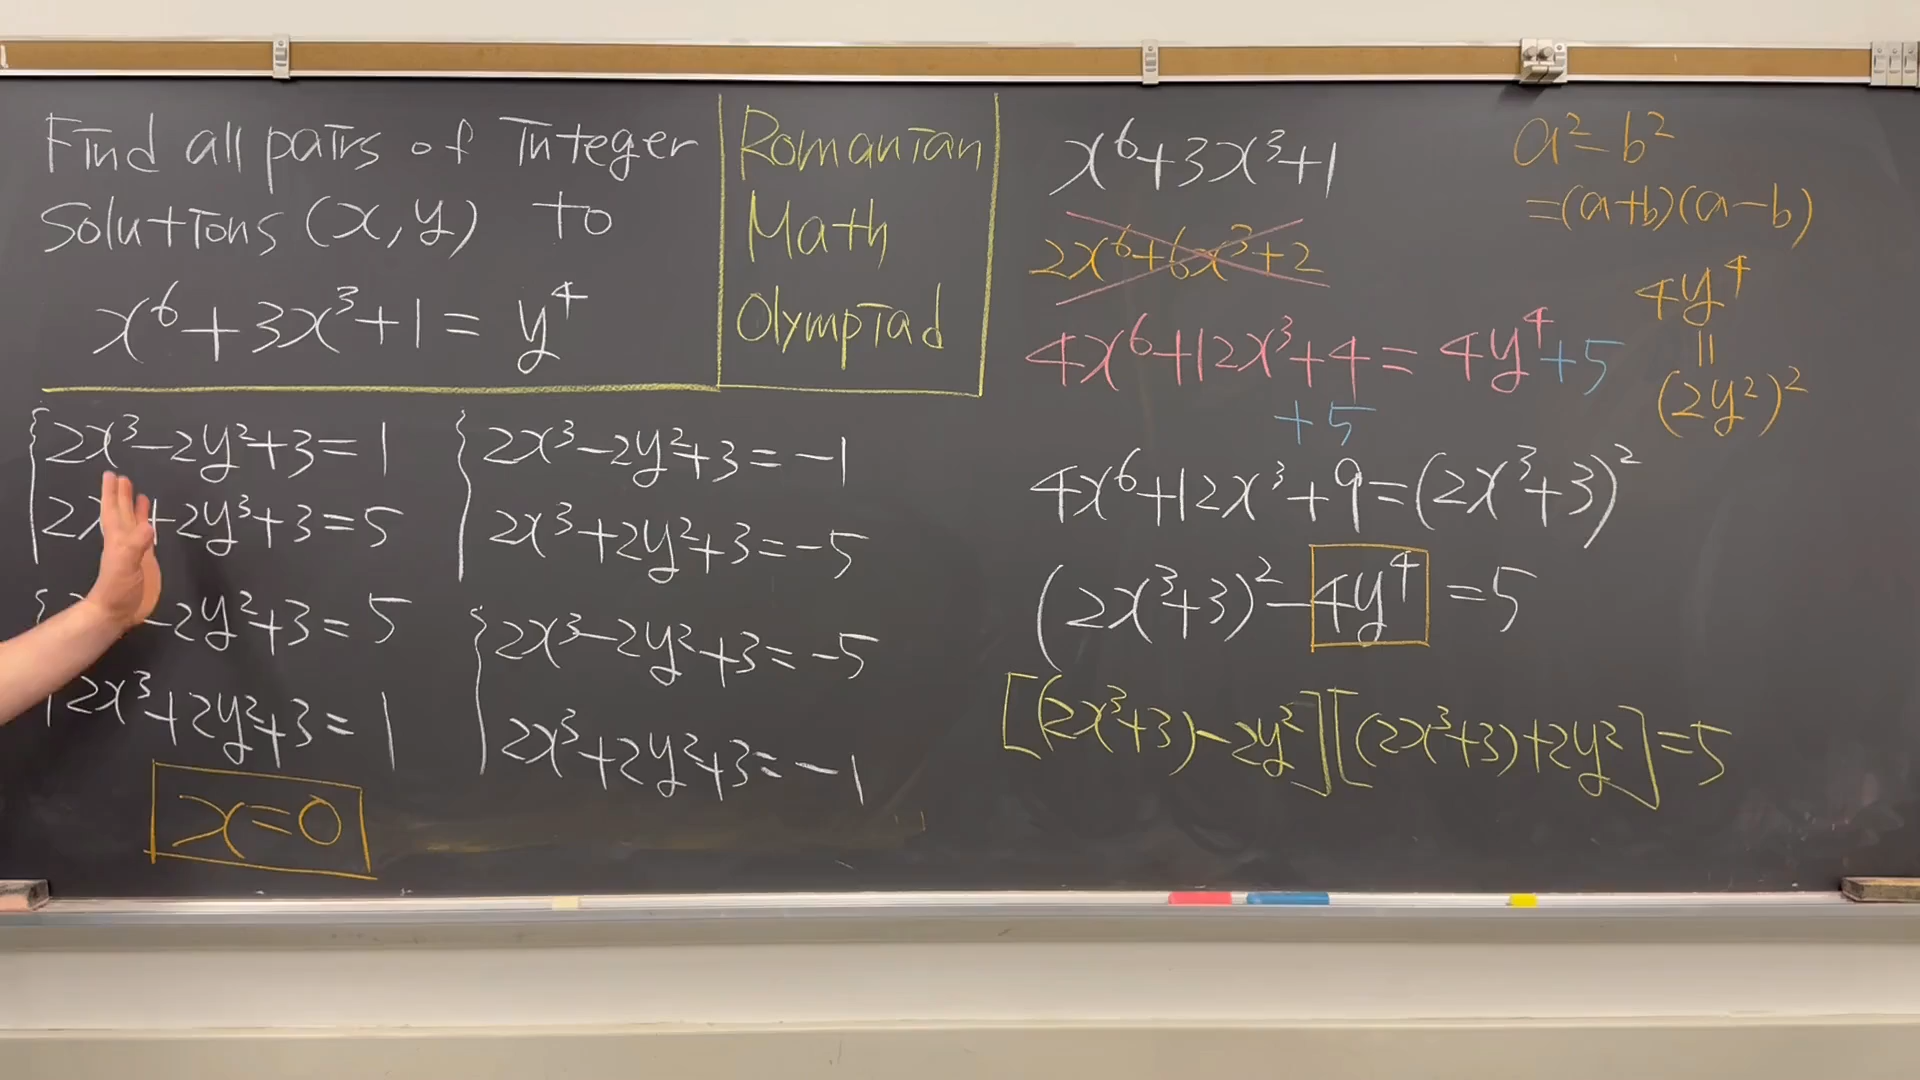 Find all pairs of integer
solutions (x, y) to
x⁶+3x³+1 = y⁴
Romanian
Math
Olympiad
2x³-2y²+3=1
2x +2y³+3=5
-2y²+3=5
2x³+2y²+3=1
x=0
2x³-2y²+3=-1
2x³+2y²+3=-5
2x³-2y²+3=-5
2x³+2y²+3=-1
x⁶+3x³+1
2x⁶+6x³+2
4x⁶+12x³+4=4y⁴+5
+5
4x⁶+12x³+9=(2x³+3)²
(2x³+3)²-4y⁴=5
[(2x³+3)-2y²][(2x³+3)+2y²]=5
a²-b²
=(a+b)(a-b)
4y⁴
=
(2y²)²